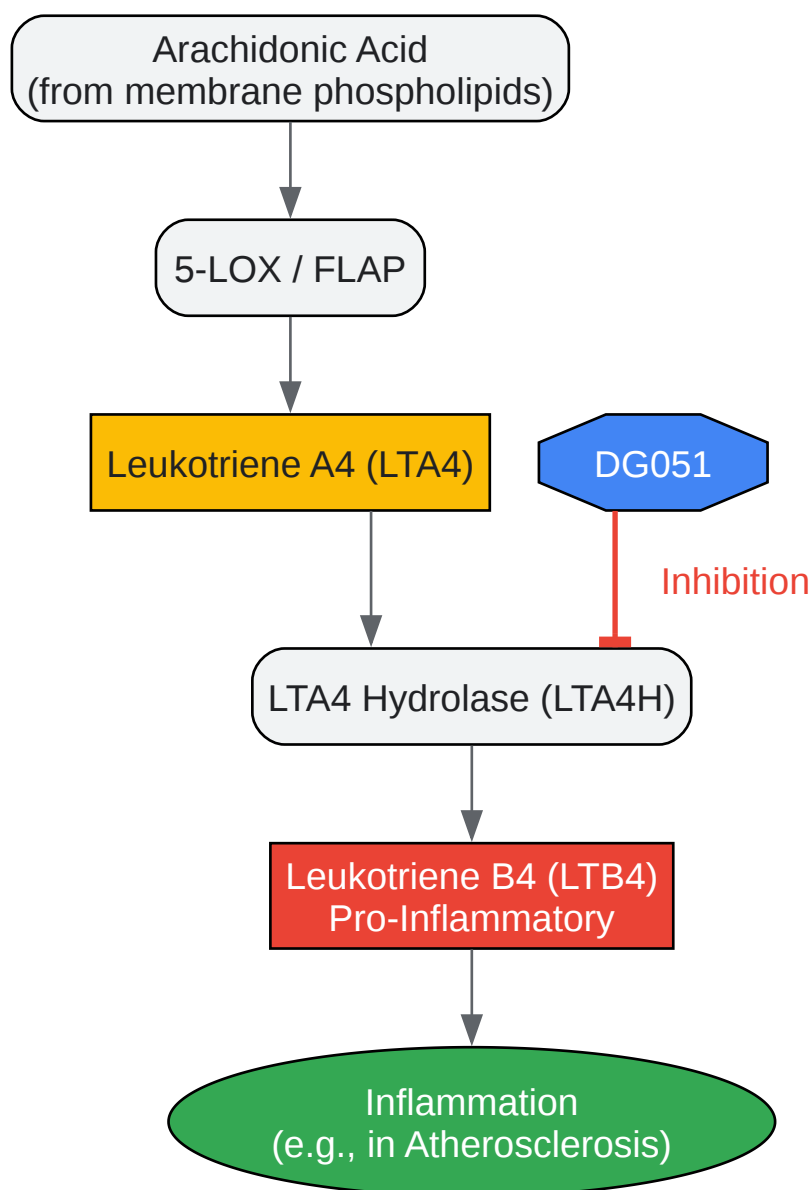 Arachidonic Acid
(from membrane phospholipids)
5-LOX / FLAP
Leukotriene A4 (LTA4)
DG051
Inhibition
LTA4 Hydrolase (LTA4H)
Leukotriene B4 (LTB4)
Pro-Inflammatory
Inflammation
(e.g., in Atherosclerosis)